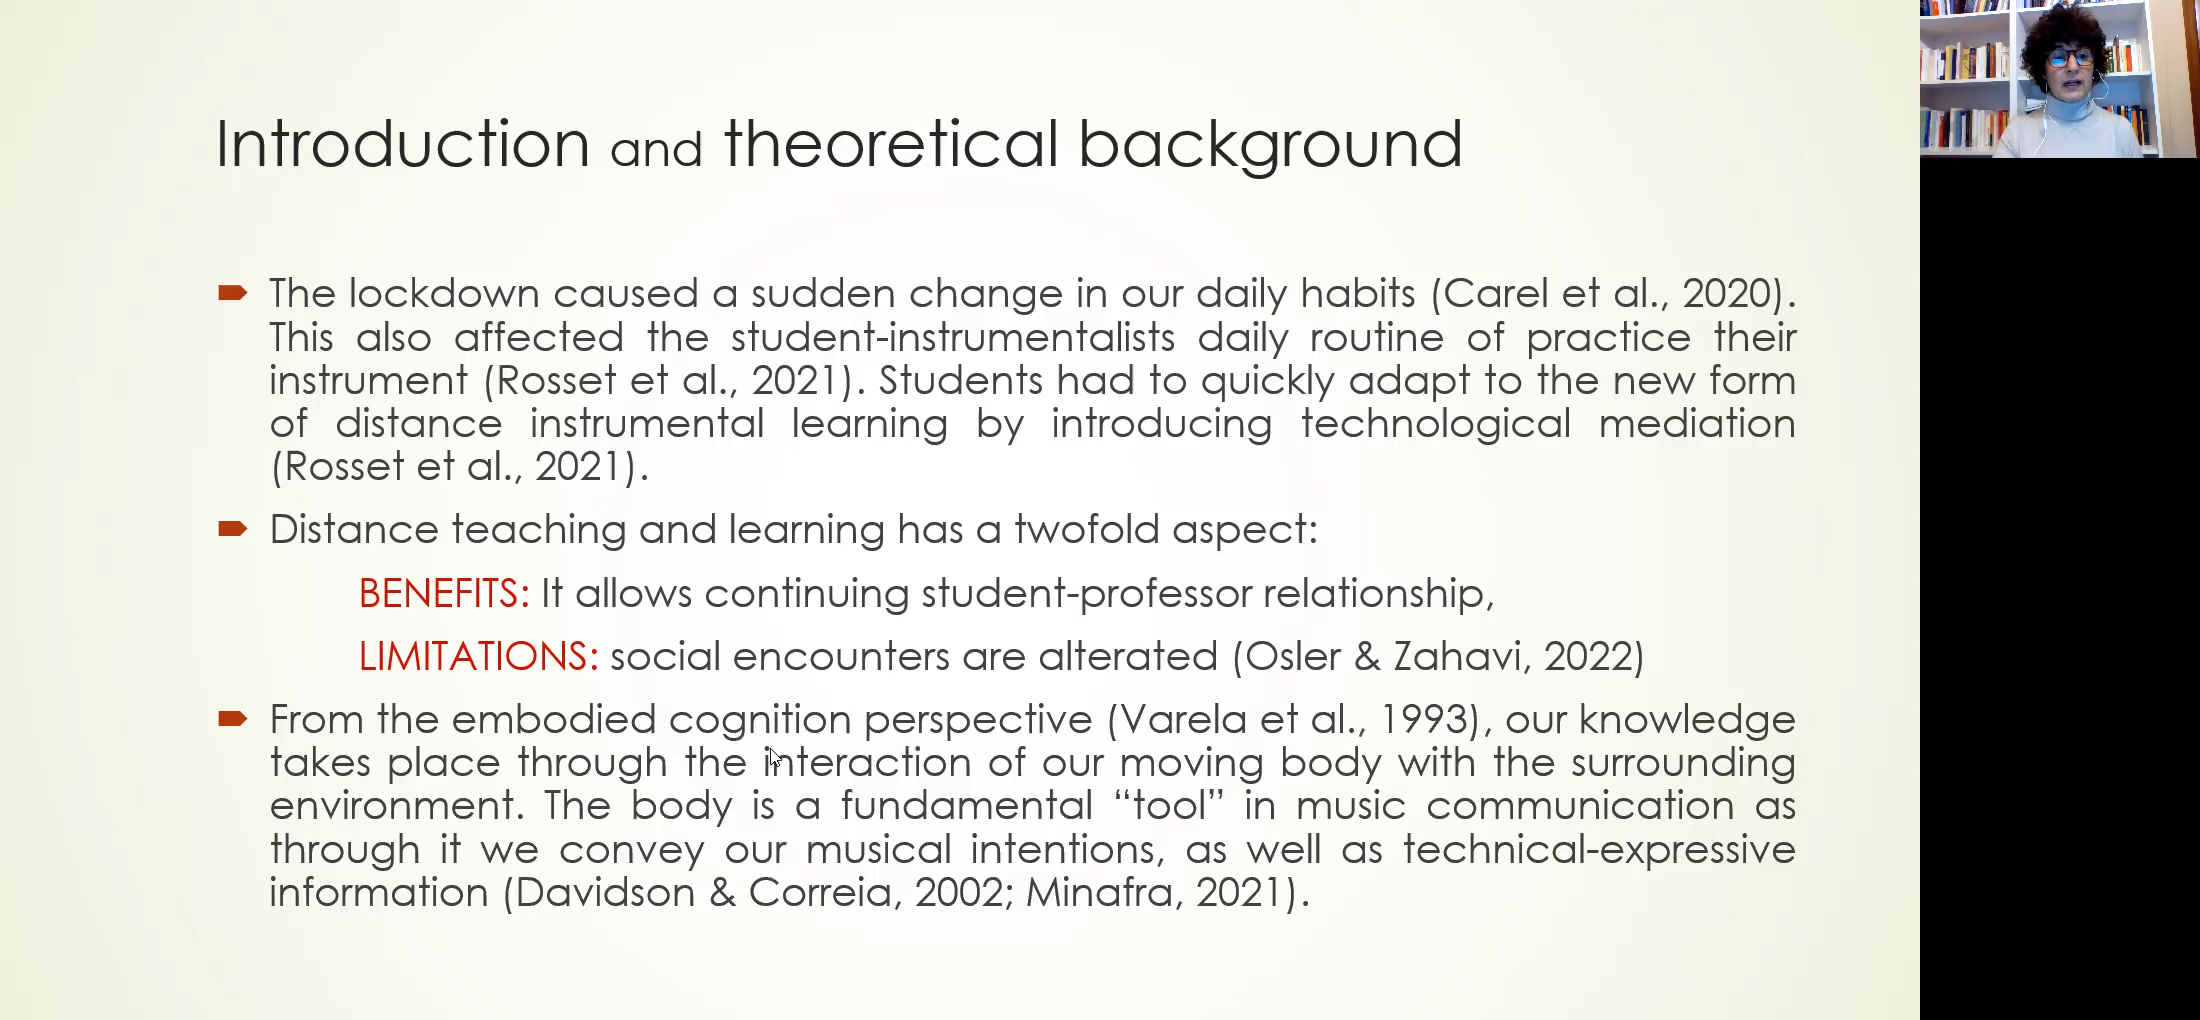 Introduction and theoretical background
The lockdown caused a sudden change in our daily habits (Carel et al., 2020).
This also affected the student-instrumentalists daily routine of practice their
instrument (Rosset et al., 2021). Students had to quickly adapt to the new form
of distance instrumental learning by introducing technological mediation
(Rosset et al., 2021).
Distance teaching and learning has a twofold aspect:
BENEFITS: It allows continuing student-professor relationship,
LIMITATIONS: social encounters are alterated (Osler & Zahavi, 2022)
From the embodied cognition perspective (Varela et al., 1993), our knowledge
takes place through the interaction of our moving body with the surrounding
environment. The body is a fundamental “tool” in music communication as
through it we convey our musical intentions, as well as technical-expressive
information (Davidson & Correia, 2002; Minafra, 2021).